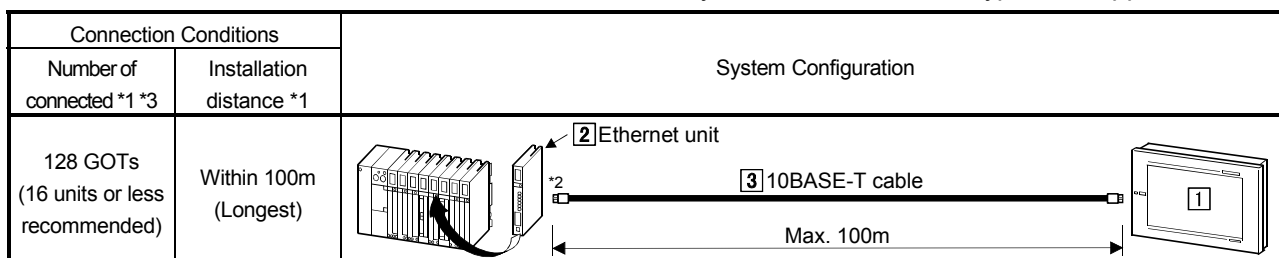 Connection Conditions
Number of
connected *1 *3
Installation
distance *1
System Configuration
128 GOTs
(16 units or less
recommended)
Within 100m
(Longest)
2 Ethernet unit
*2
3 10BASE-T cable
1
Max. 100m